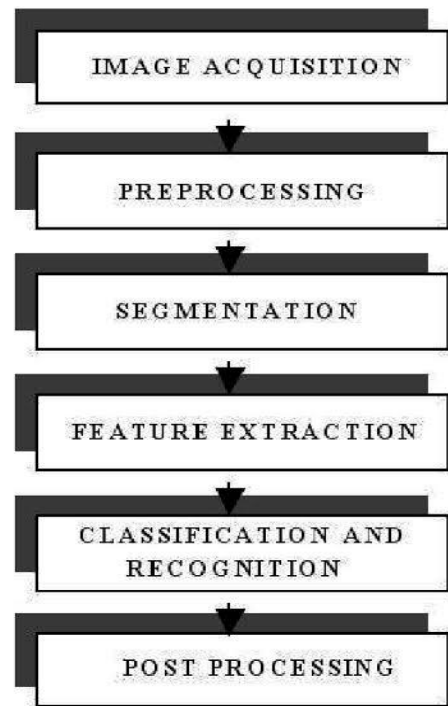 IMAGE ACQUISITION
PREPROCESSING
SEGMENTATION
FEATURE EXTRACTION
CLASSIFICATION AND
RECOGNITION
POST PROCESSING